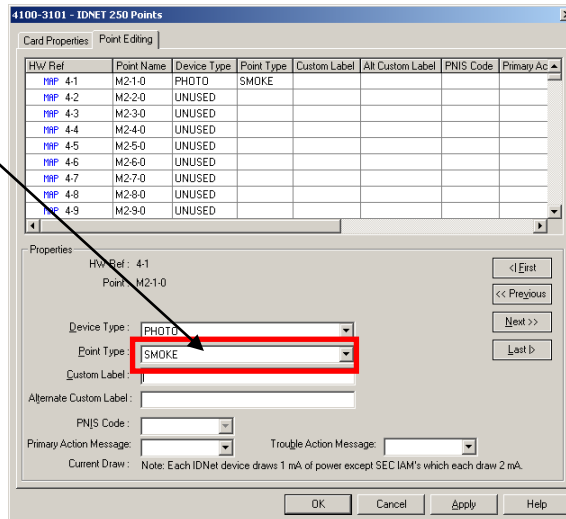 4100-3101 - IDNET 250 Points
Card Properties Point Editing
HW Ref Point Name Device Type Point Type Custom Label Alt Custom Label PNIS Code Primary Ac
MAP 4-1 M2-1-0 PHOTO SMOKE
MAP 4-2 M2-2-0 UNUSED
MAP 4-3 M2-3-0 UNUSED
MAP 4-4 M2-4-0 UNUSED
MAP 4-5 M2-5-0 UNUSED
MAP 4-6 M2-6-0 UNUSED
MAP 4-7 M2-7-0 UNUSED
MAP 4-8 M2-8-0 UNUSED
MAP 4-9 M2-9-0 UNUSED
Properties
HW Ref : 4-1
Point : M2-1-0
Device Type : PHOTO
Point Type : SMOKE
Custom Label :
Alternate Custom Label :
PNIS Code :
Primary Action Message: Trouble Action Message:
Current Draw : Note: Each IDNet device draws 1 mA of power except SEC IAM's which each draw 2 mA.
<| First
<< Previous
Next >>
Last |>
OK Cancel Apply Help